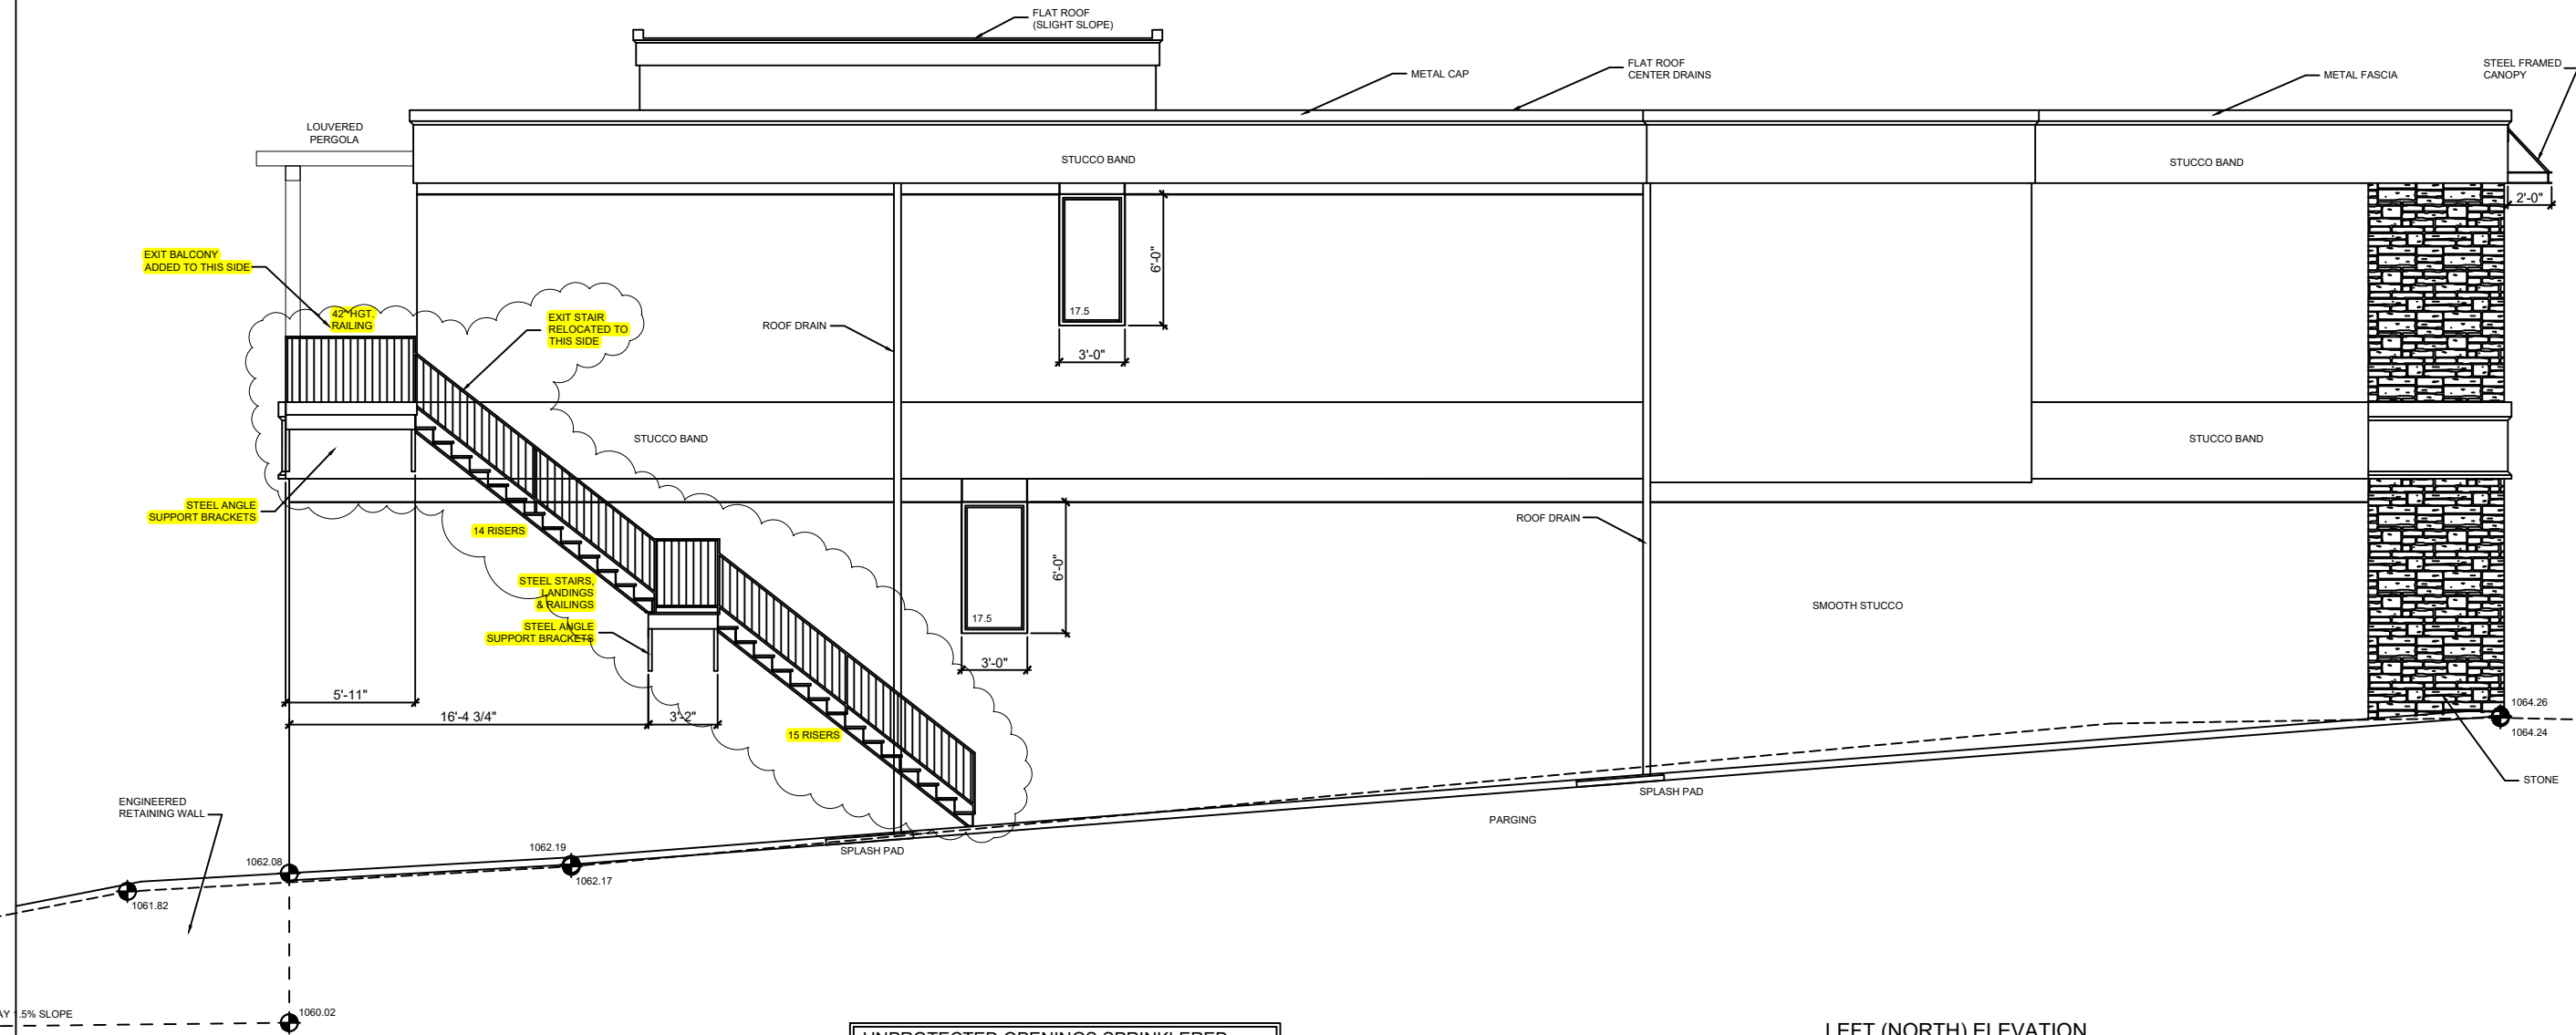 FLAT ROOF
(SLIGHT SLOPE)
METAL CAP
FLAT ROOF
CENTER DRAINS
METAL FASCIA
STEEL FRAMED
CANOPY
LOUVERED
PERGOLA
STUCCO BAND
STUCCO BAND
2'-0"
EXIT BALCONY
ADDED TO THIS SIDE
42" HGT.
RAILING
EXIT STAIR
RELOCATED TO
THIS SIDE
ROOF DRAIN
17.5
6'-0"
3'-0"
STUCCO BAND
STUCCO BAND
STEEL ANGLE
SUPPORT BRACKETS
14 RISERS
ROOF DRAIN
STEEL STAIRS,
LANDINGS
& RAILINGS
STEEL ANGLE
SUPPORT BRACKETS
17.5
6'-0"
3'-0"
SMOOTH STUCCO
5'-11"
16'-4 3/4"
3'-2"
15 RISERS
1064.26
1064.24
STONE
SPLASH PAD
PARGING
ENGINEERED
RETAINING WALL
SPLASH PAD
1062.08
1062.19
1062.17
1061.82
1060.02
1.5% SLOPE
UNPROTECTED OPENINGS SPRINKLERED
LEFT (NORTH) ELEVATION